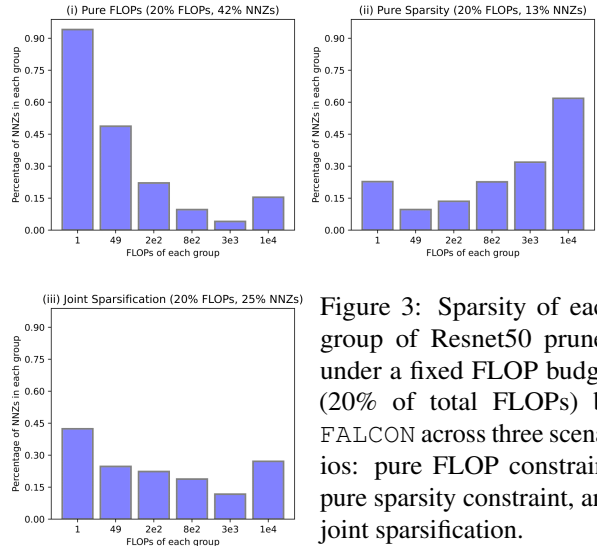 (i) Pure FLOPs (20% FLOPs, 42% NNZs)
Percentage of NNZs in each group
0.90
0.75
0.60
0.45
0.30
0.15
0.00
1 49 2e2 8e2 3e3 1e4
FLOPs of each group
(ii) Pure Sparsity (20% FLOPs, 13% NNZs)
Percentage of NNZs in each group
0.90
0.75
0.60
0.45
0.30
0.15
0.00
1 49 2e2 8e2 3e3 1e4
FLOPs of each group
(iii) Joint Sparsification (20% FLOPs, 25% NNZs)
Percentage of NNZs in each group
0.90
0.75
0.60
0.45
0.30
0.15
0.00
1 49 2e2 8e2 3e3 1e4
FLOPs of each group
Figure 3: Sparsity of eac
group of Resnet50 prune
under a fixed FLOP budg
(20% of total FLOPs) b
FALCON across three scena
ios: pure FLOP constrain
pure sparsity constraint, an
joint sparsification.